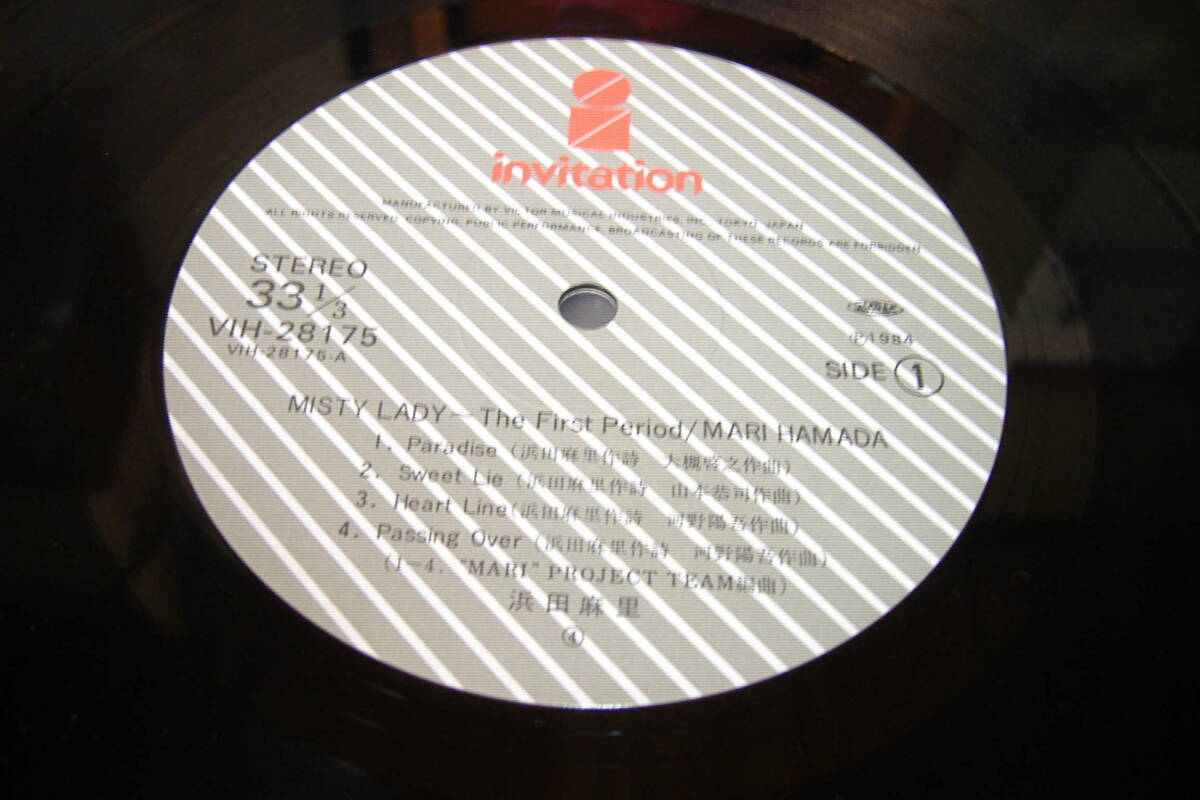 invitation
MANUFACTURED BY VICTOR MUSICAL INDUSTRIES, INC. TOKYO, JAPAN
ALL RIGHTS RESERVED. COPYING, PUBLIC PERFORMANCE, BROADCASTING OF THESE RECORDS ARE FORBIDDEN
STEREO
33 1/3
VIH-28175
VIH-28175-A
Ⓟ1984
SIDE ①
MISTY LADY — The First Period/MARI HAMADA
1. Paradise (浜田麻里作詩 大槻啓之作曲)
2. Sweet Lie (浜田麻里作詩 山本恭司作曲)
3. Heart Line (浜田麻里作詩 河野陽吾作曲)
4. Passing Over (浜田麻里作詩 河野陽吾作曲)
(1-4. "MARI" PROJECT TEAM編曲)
浜田麻里
④